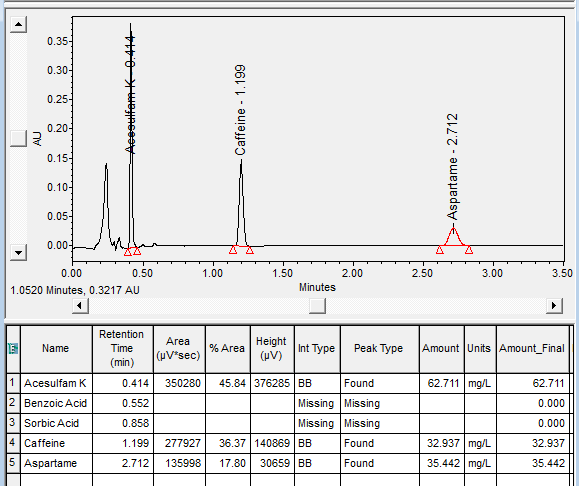 0.35
0.30
0.25
0.20
0.15
0.10
0.05
0.00
AU
Acesulfam K - 0.414
Caffeine - 1.199
Aspartame - 2.712
0.00 0.50 1.00 1.50 2.00 2.50 3.00 3.50
Minutes
1.0520 Minutes, 0.3217 AU
Name Retention Time (min) Area (µV*sec) % Area Height (µV) Int Type Peak Type Amount Units Amount_Final
1 Acesulfam K 0.414 350280 45.84 376285 BB Found 62.711 mg/L 62.711
2 Benzoic Acid 0.552 Missing Missing 0.000
3 Sorbic Acid 0.858 Missing Missing 0.000
4 Caffeine 1.199 277927 36.37 140869 BB Found 32.937 mg/L 32.937
5 Aspartame 2.712 135998 17.80 30659 BB Found 35.442 mg/L 35.442